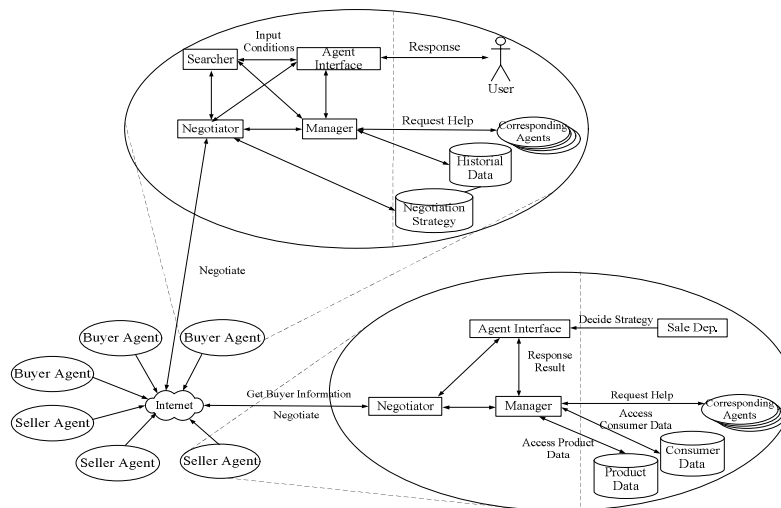 Input
Conditions
Searcher
Agent
Interface
Response
User
Negotiator
Manager
Request Help
Corresponding
Agents
Historial
Data
Negotiation
Strategy
Negotiate
Buyer Agent
Buyer Agent
Buyer Agent
Seller Agent
Seller Agent
Seller Agent
Internet
Get Buyer Information
Negotiate
Agent Interface
Decide Strategy
Sale Dep.
Response
Result
Negotiator
Manager
Request Help
Corresponding
Agents
Access
Consumer Data
Access Product
Data
Consumer
Data
Product
Data